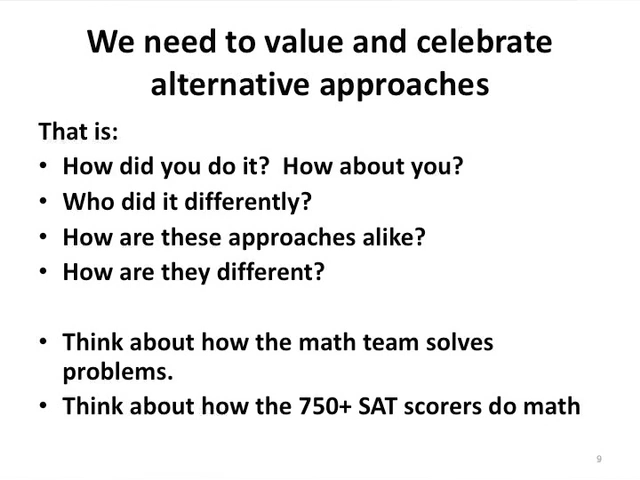 We need to value and celebrate
alternative approaches
That is:
• How did you do it?  How about you?
• Who did it differently?
• How are these approaches alike?
• How are they different?
• Think about how the math team solves
problems.
• Think about how the 750+ SAT scorers do math
9